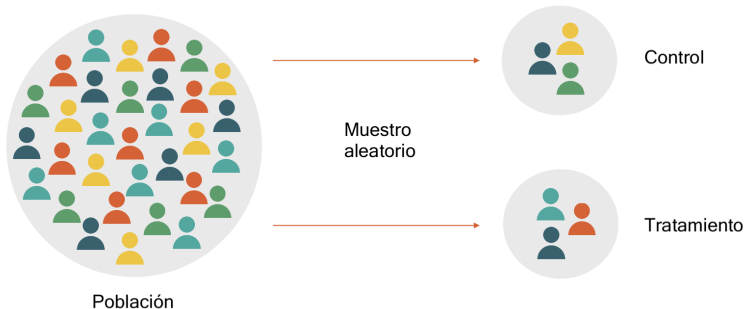 Control
Muestro
aleatorio
Tratamiento
Población